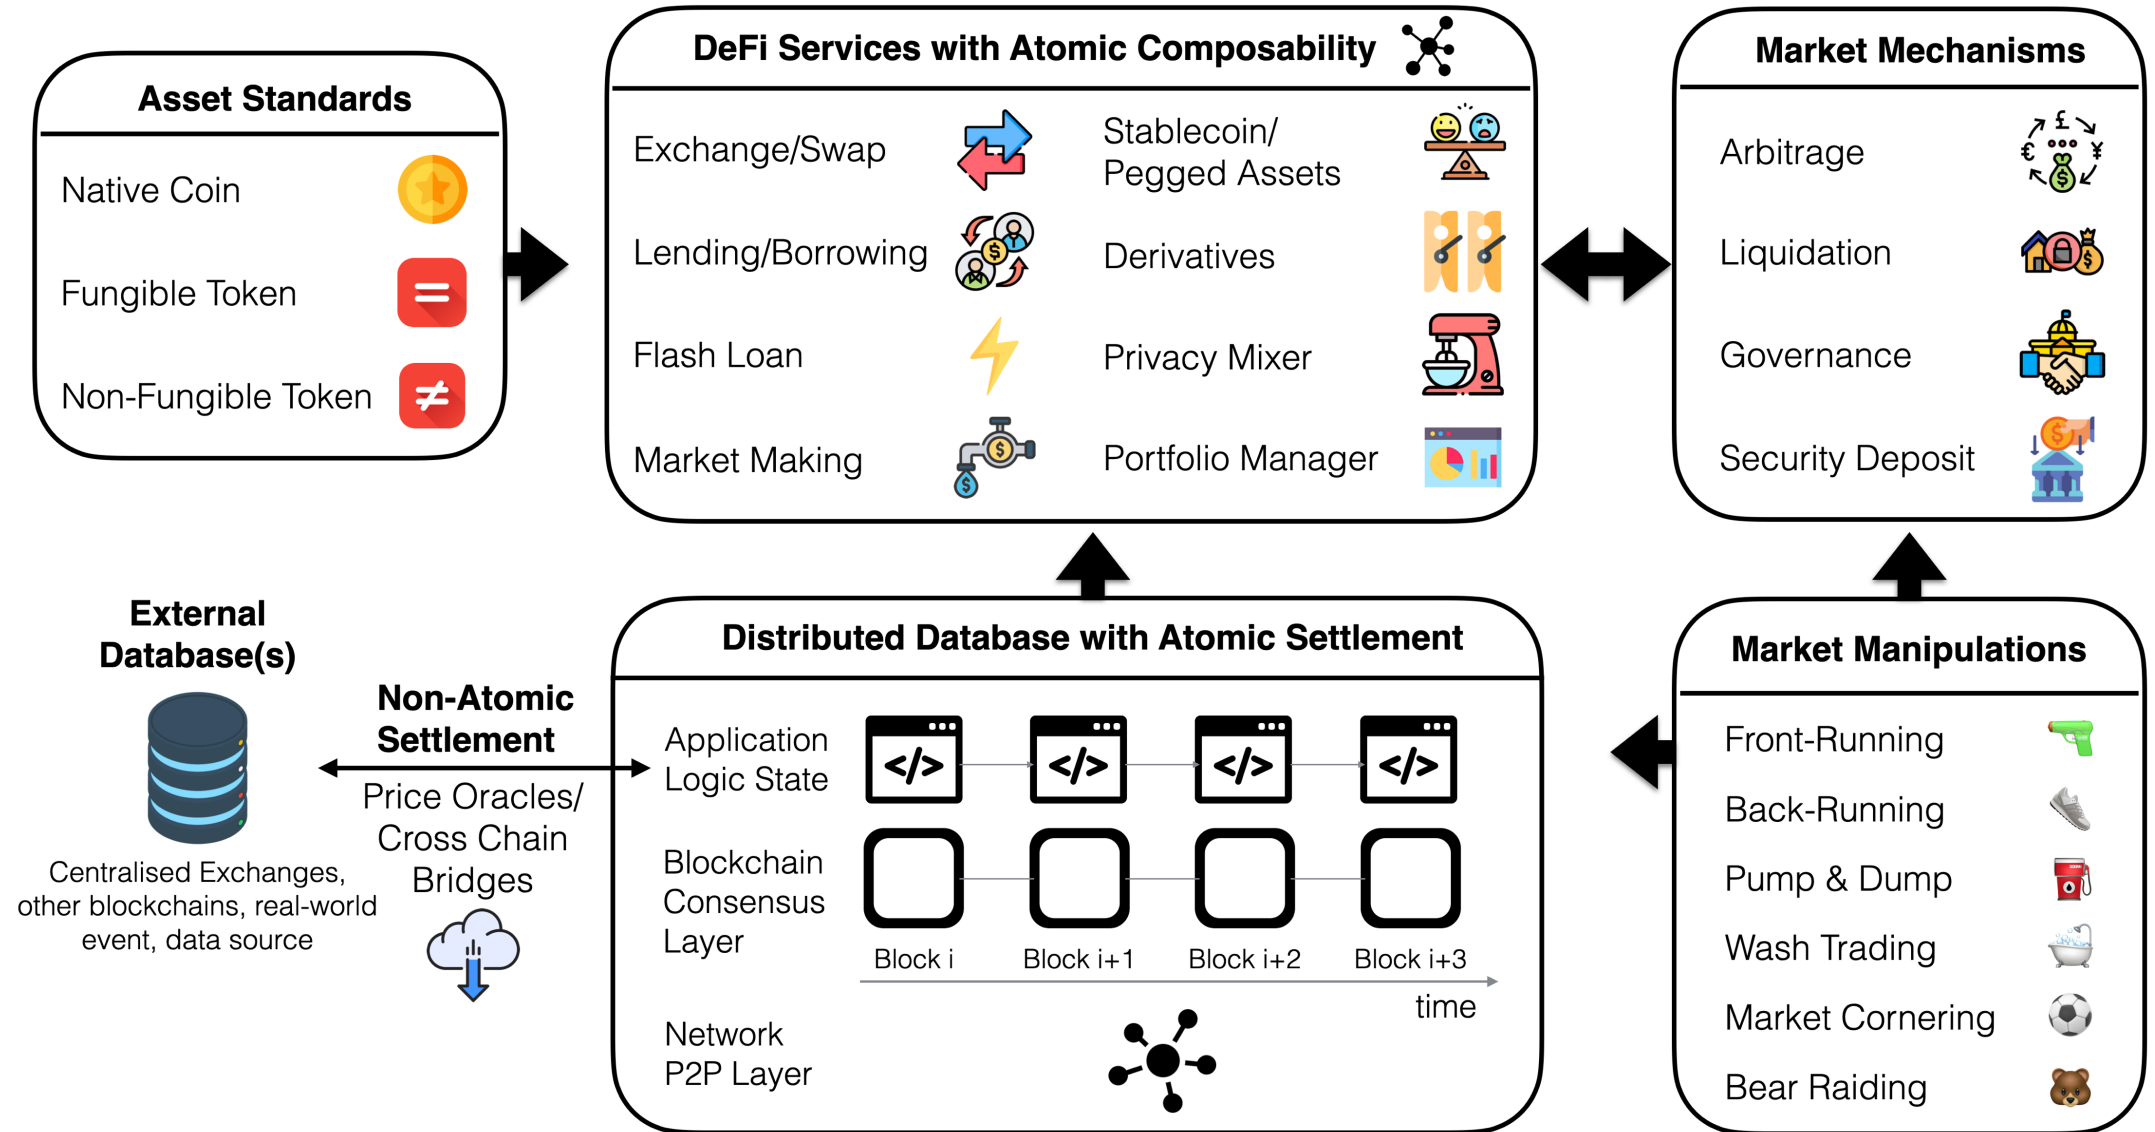 Asset Standards
Native Coin
Fungible Token
=
Non-Fungible Token
≠
DeFi Services with Atomic Composability
Exchange/Swap
Lending/Borrowing
$
Flash Loan
Market Making
$
$
Stablecoin/
Pegged Assets
Derivatives
Privacy Mixer
Portfolio Manager
Market Mechanisms
Arbitrage
£
€
¥
$
Liquidation
$
Governance
Security Deposit
$
External
Database(s)
Centralised Exchanges,
other blockchains, real-world
event, data source
Non-Atomic
Settlement
Price Oracles/
Cross Chain
Bridges
Distributed Database with Atomic Settlement
Application
Logic State
</>
</>
</>
</>
Blockchain
Consensus
Layer
Block i
Block i+1
Block i+2
Block i+3
time
Network
P2P Layer
Market Manipulations
Front-Running
Back-Running
Pump & Dump
Wash Trading
Market Cornering
Bear Raiding